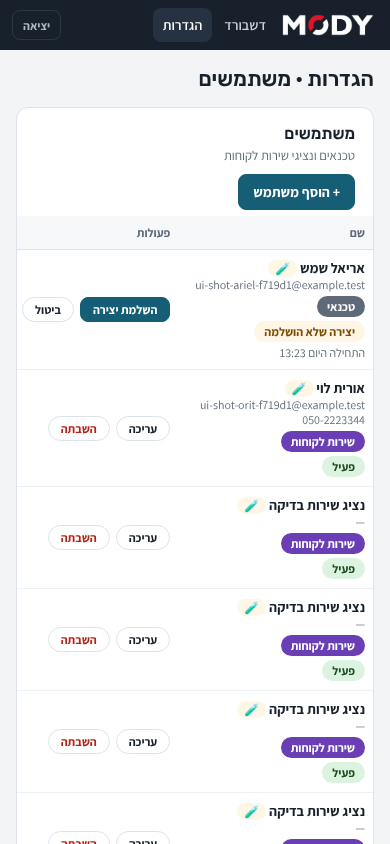 MODY
דשבורד
הגדרות
יציאה
הגדרות • משתמשים
משתמשים
טכנאים ונציגי שירות לקוחות
+ הוסף משתמש
שם
פעולות
אריאל שמש 🧪
ui-shot-ariel-f719d1@example.test
טכנאי
יצירה שלא הושלמה
התחילה היום 13:23
השלמת יצירה
ביטול
אורית לוי 🧪
ui-shot-orit-f719d1@example.test
050-2223344
שירות לקוחות
פעיל
עריכה
השבתה
נציג שירות בדיקה 🧪
—
שירות לקוחות
פעיל
עריכה
השבתה
נציג שירות בדיקה 🧪
—
שירות לקוחות
פעיל
עריכה
השבתה
נציג שירות בדיקה 🧪
—
שירות לקוחות
פעיל
עריכה
השבתה
נציג שירות בדיקה 🧪
—